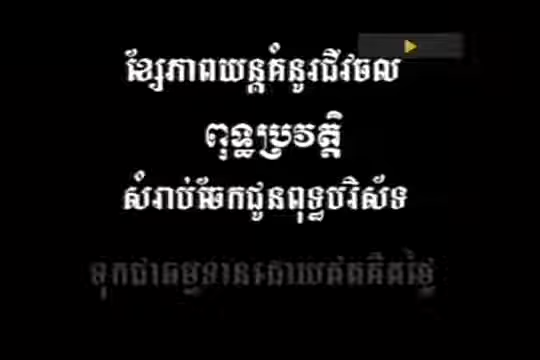 ខ្សែភាពយន្តគំនូរជីវចល
ពុទ្ធប្រវត្តិ
សំរាប់ចែកជូនពុទ្ធបរិស័ទ
ទុកជាធម្មទានដោយឥតគិតថ្លៃ